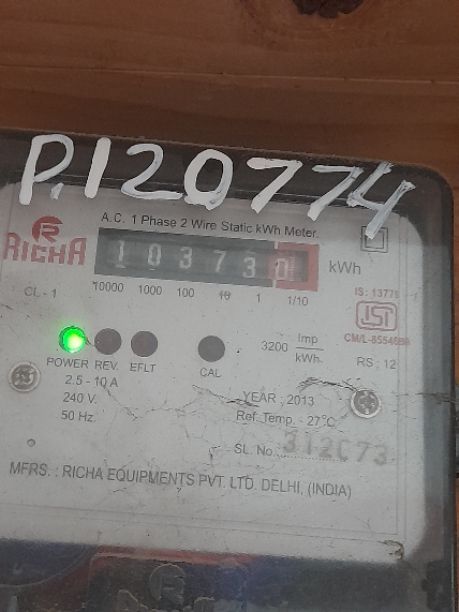 P.120774
A.C. 1 Phase 2 Wire Static kWh Meter.
RICHA
103730 kWh
CL - 1 10000 1000 100 10 1 1/10
IS: 13779
ISI
3200 Imp
kWh.
RS : 12
POWER REV. EFLT CAL
2.5 - 10 A
240 V.
50 Hz.
YEAR : 2013
Ref. Temp. - 27°C
SL. No.
MFRS. : RICHA EQUIPMENTS PVT. LTD. DELHI, (INDIA)